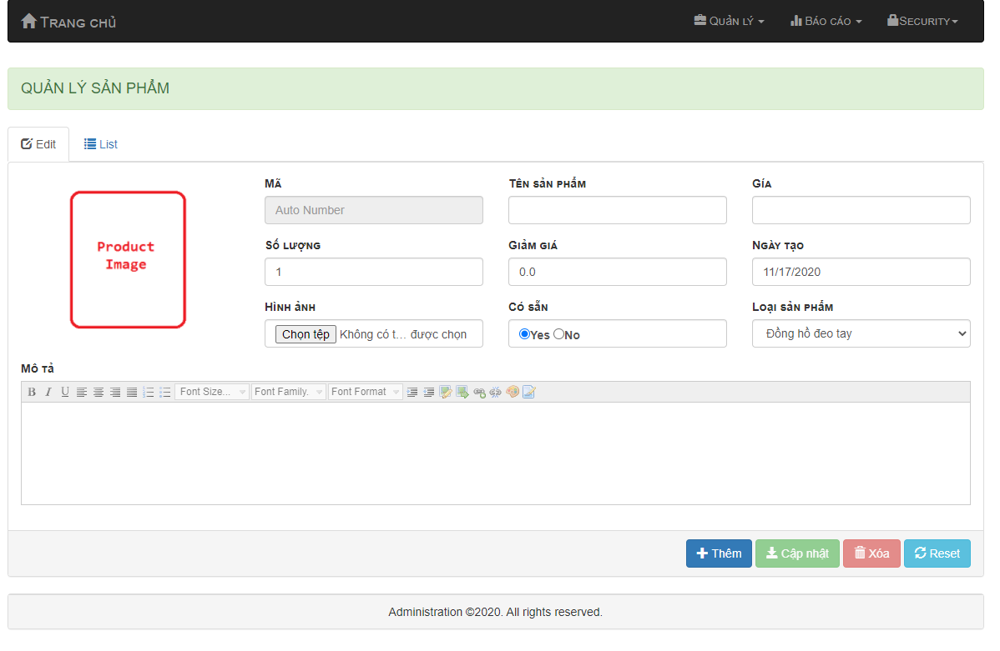 Trang chủ Quản lý Báo cáo Security
QUẢN LÝ SẢN PHẨM
Edit List
Product
Image
Mã Tên sản phẩm Gía
Auto Number
Số lượng Giảm giá Ngày tạo
1 0.0 11/17/2020
Hình ảnh Có sẵn Loại sản phẩm
Chọn tệp Không có t... được chọn Yes No Đồng hồ đeo tay
Mô tả
B I U Font Size... Font Family. Font Format
Thêm Cập nhật Xóa Reset
Administration ©2020. All rights reserved.